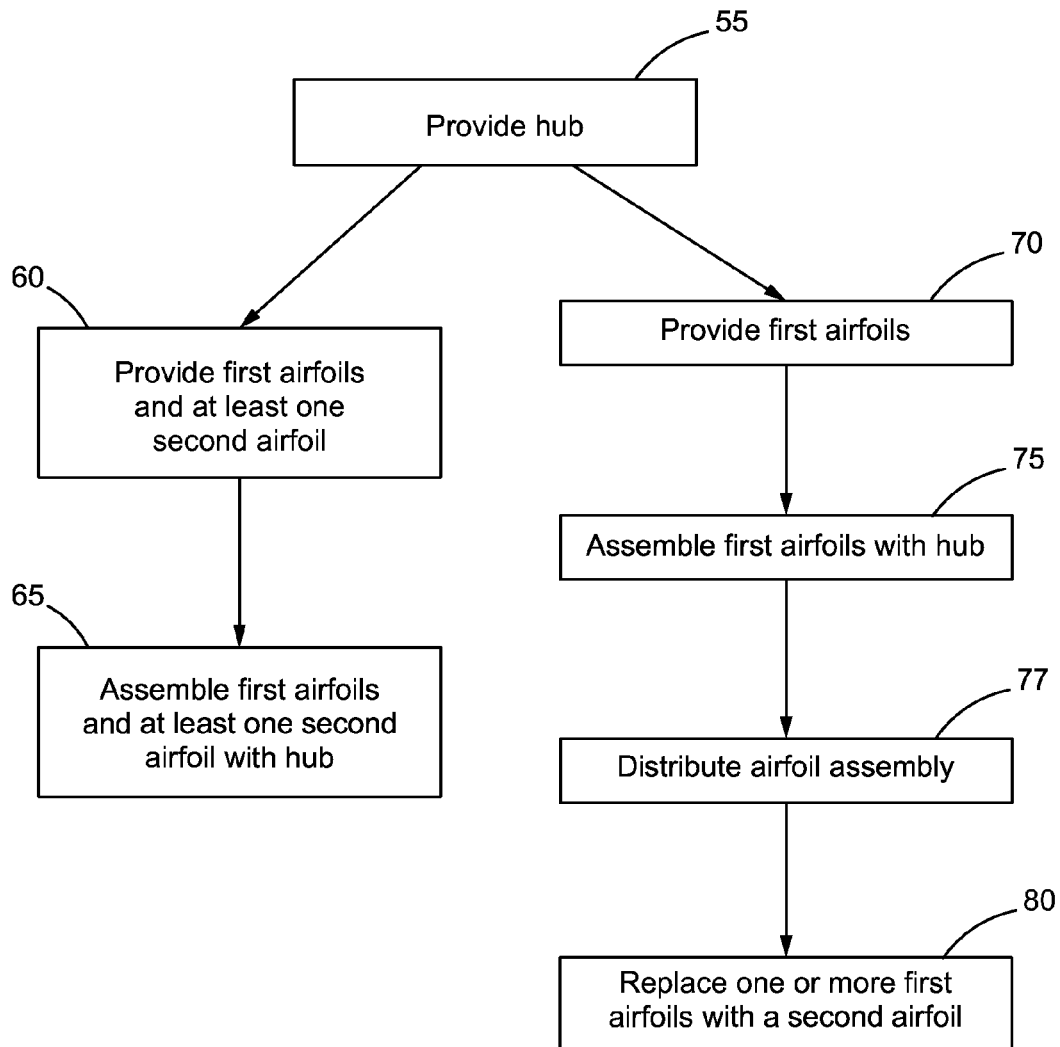 55
Provide hub
60
Provide first airfoils
and at least one
second airfoil
65
Assemble first airfoils
and at least one second
airfoil with hub
70
Provide first airfoils
75
Assemble first airfoils with hub
77
Distribute airfoil assembly
80
Replace one or more first
airfoils with a second airfoil